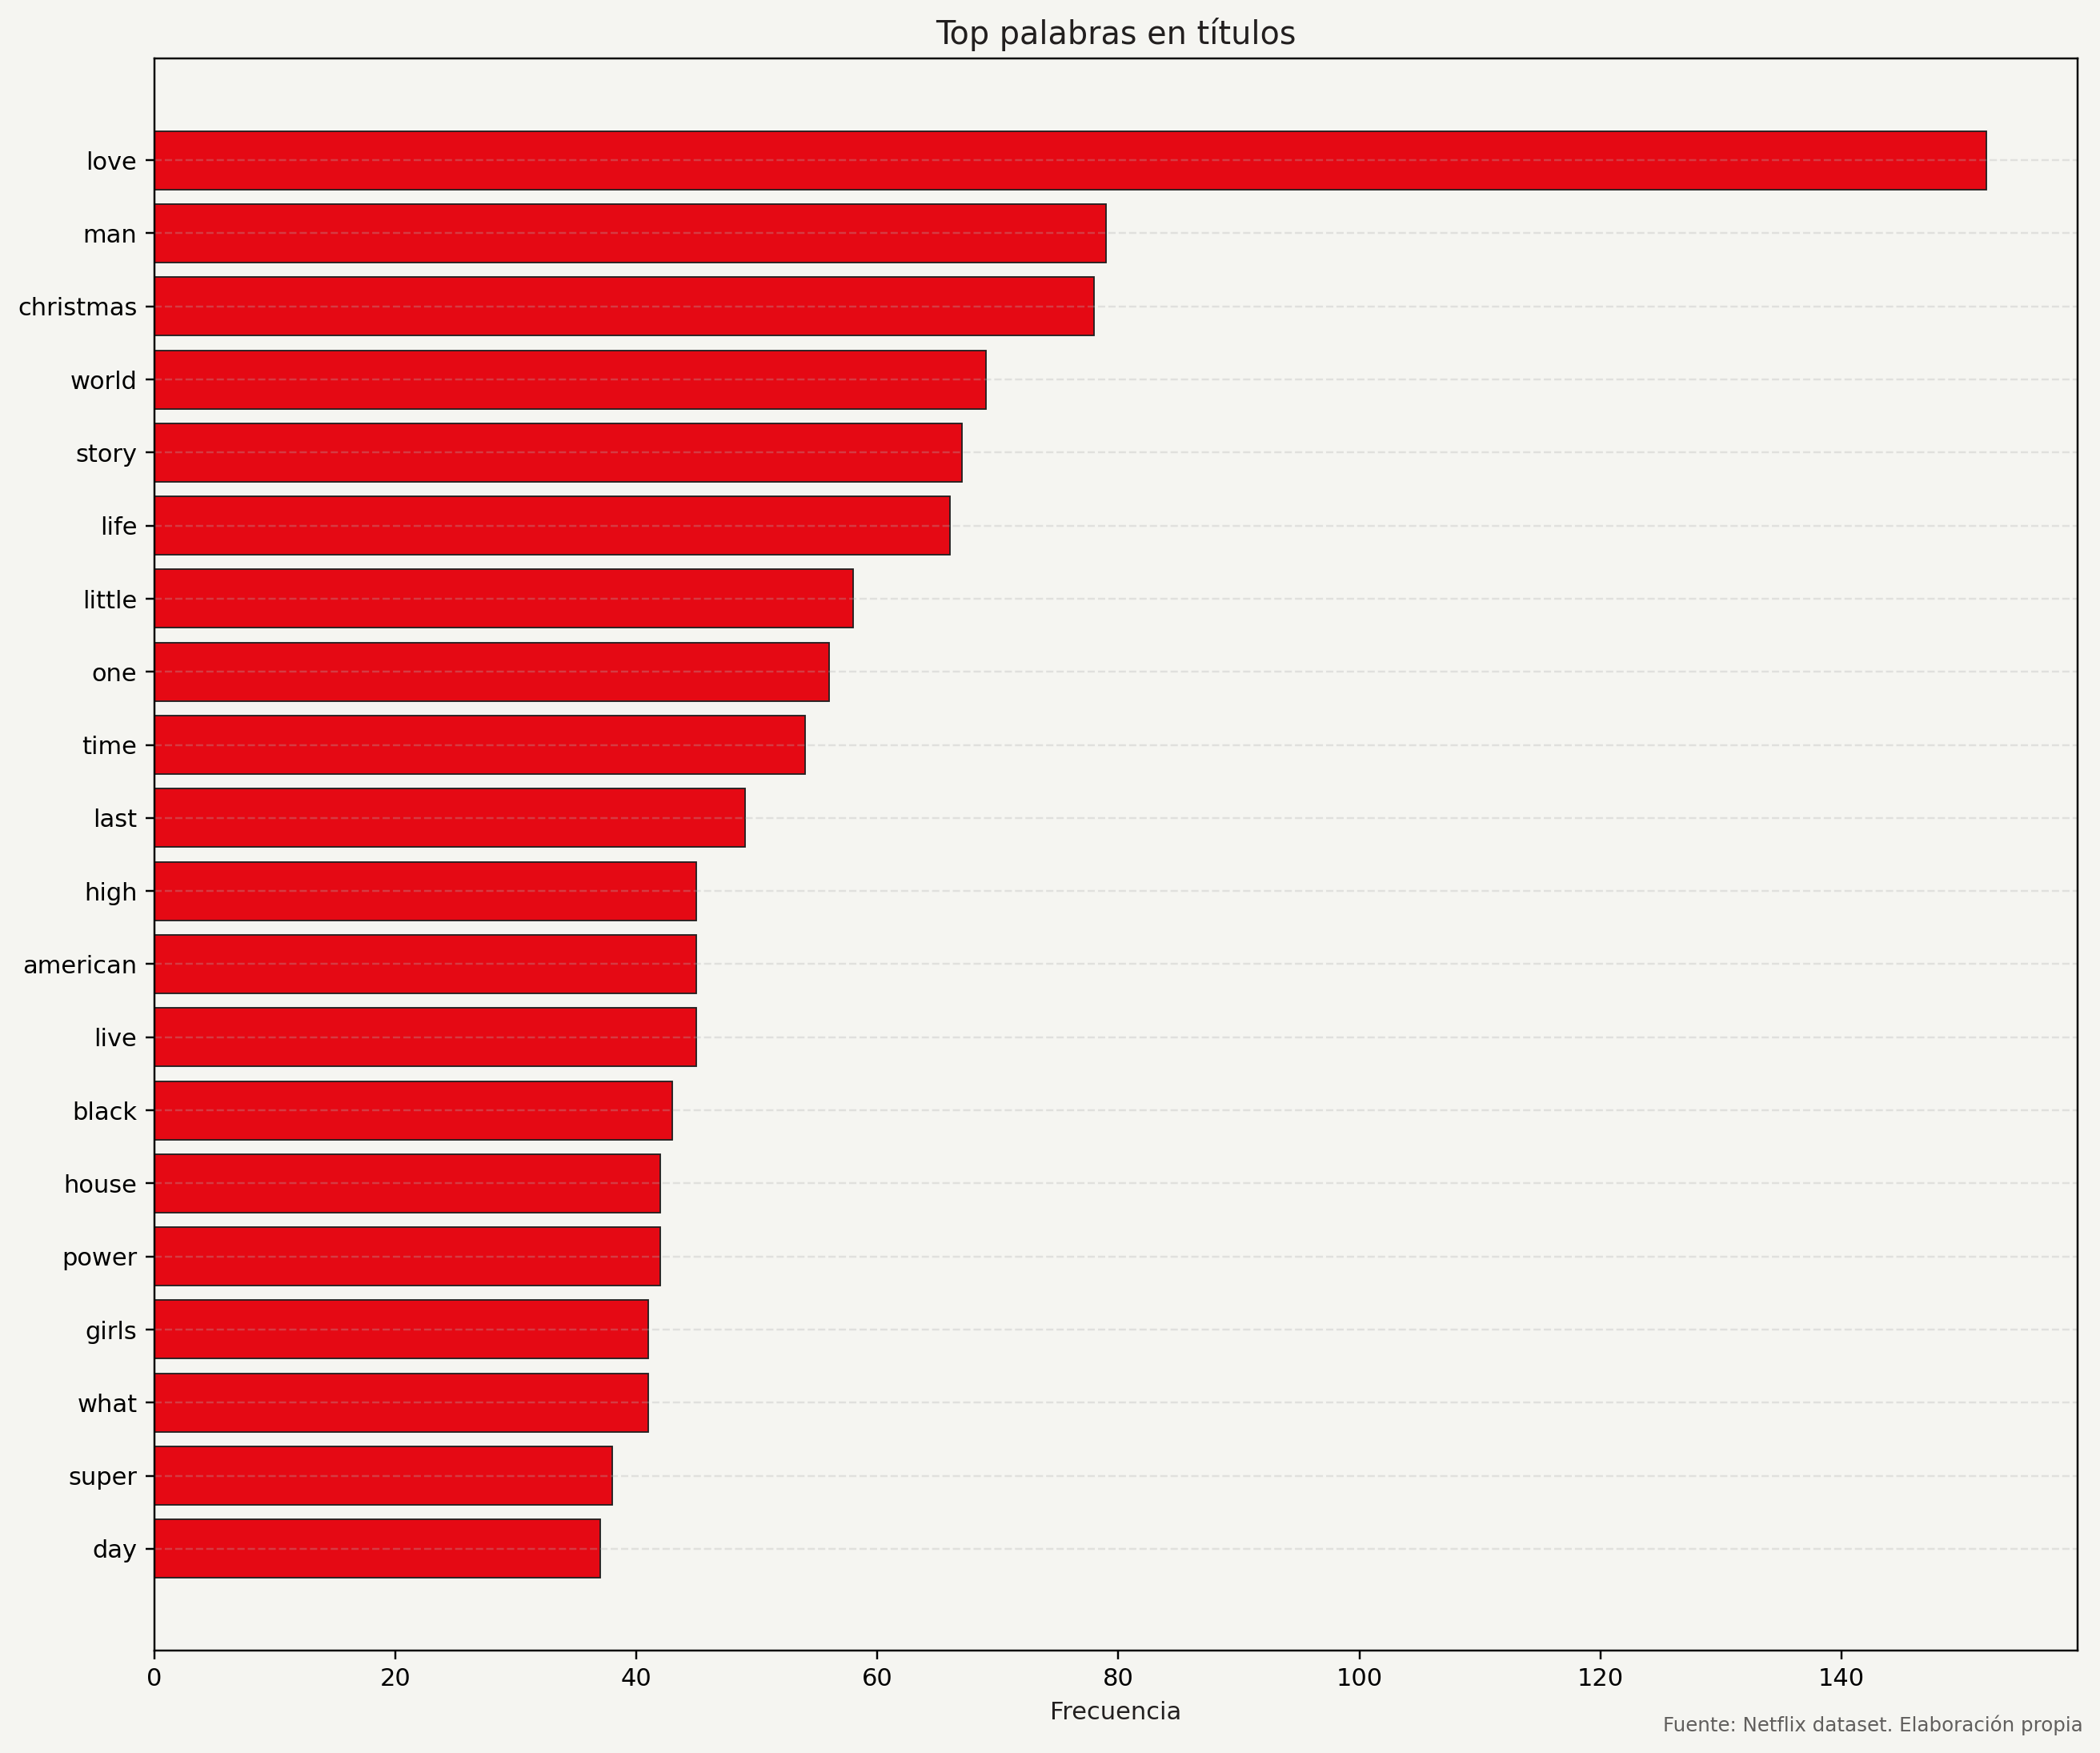 Top palabras en títulos
love
man
christmas
world
story
life
little
one
time
last
high
american
live
black
house
power
girls
what
super
day
0 20 40 60 80 100 120 140
Frecuencia
Fuente: Netflix dataset. Elaboración propia